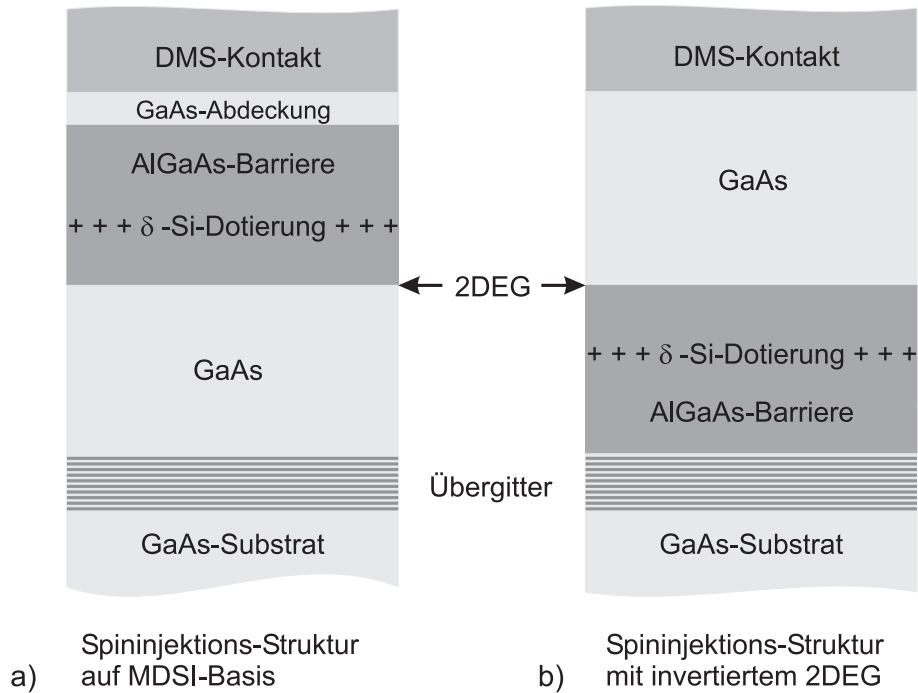 DMS-Kontakt
GaAs-Abdeckung
AlGaAs-Barriere
+ + + δ -Si-Dotierung + + +
GaAs
GaAs-Substrat
2DEG
Übergitter
DMS-Kontakt
GaAs
+ + + δ -Si-Dotierung + + +
AlGaAs-Barriere
GaAs-Substrat
a) Spininjektions-Struktur
auf MDSI-Basis
b) Spininjektions-Struktur
mit invertiertem 2DEG